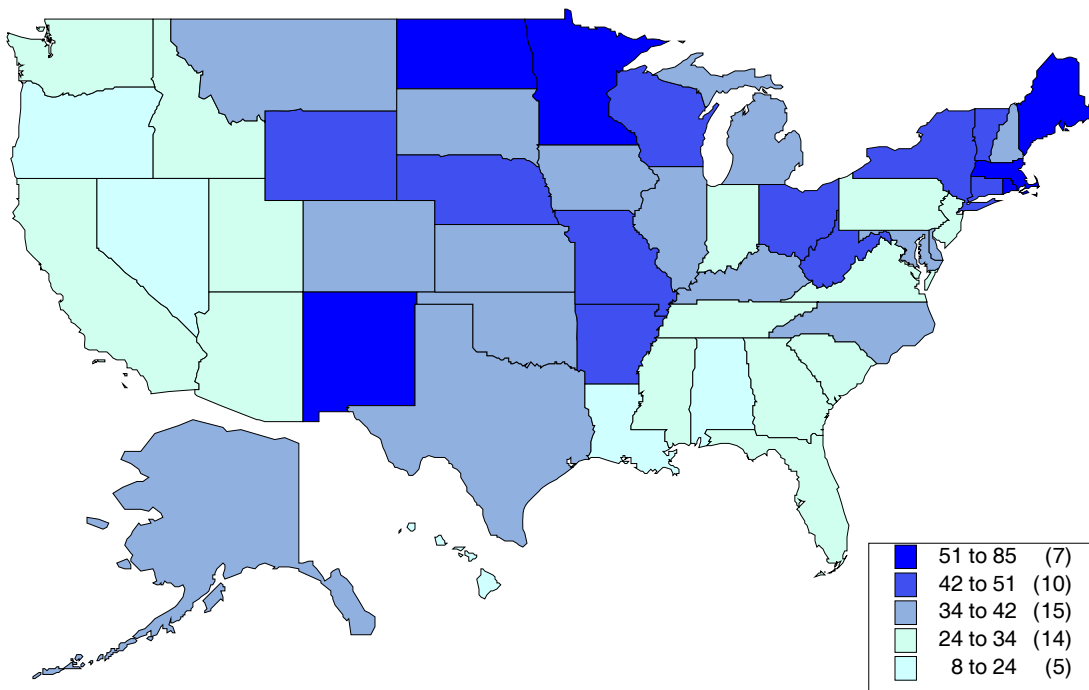 51 to 85 (7)
42 to 51 (10)
34 to 42 (15)
24 to 34 (14)
8 to 24 (5)